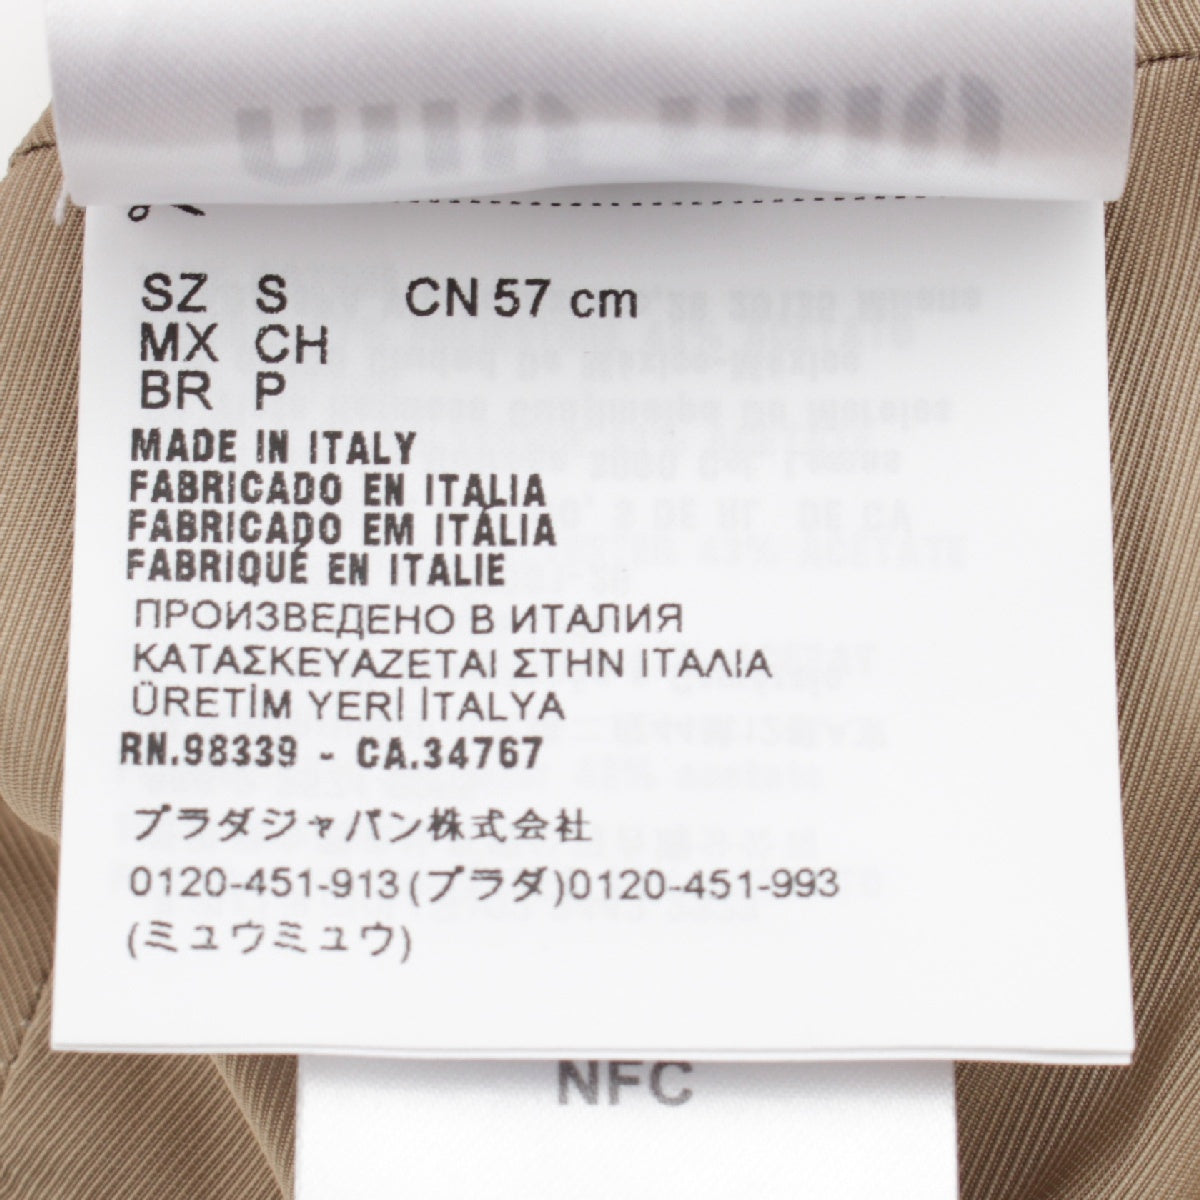 SZ S CN 57 cm
MX CH
BR P
MADE IN ITALY
FABRICADO EN ITALIA
FABRICADO EM ITÁLIA
FABRIQUÉ EN ITALIE
ПРОИЗВЕДЕНО В ИТАЛИЯ
ΚΑΤΑΣΚΕΥΑΖΕΤΑΙ ΣΤΗΝ ΙΤΑΛΙΑ
ÜRETİM YERİ İTALYA
RN.98339 - CA.34767
プラダジャパン株式会社
0120-451-913(プラダ)0120-451-993
(ミュウミュウ)
NFC